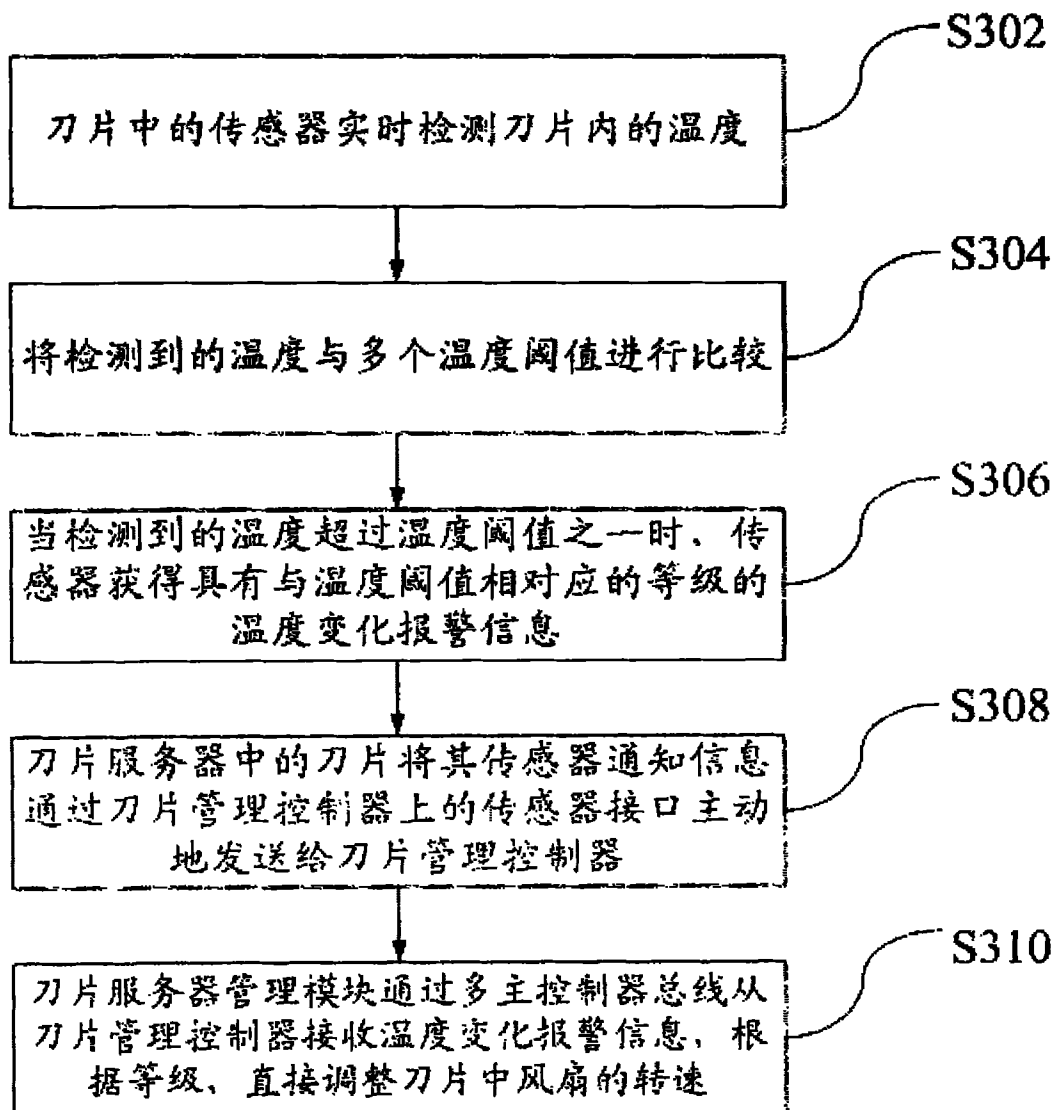 S302
刀片中的传感器实时检测刀片内的温度
S304
将检测到的温度与多个温度阈值进行比较
S306
当检测到的温度超过温度阈值之一时、传
感器获得具有与温度阈值相对应的等级的
温度变化报警信息
S308
刀片服务器中的刀片将其传感器通知信息
通过刀片管理控制器上的传感器接口主动
地发送给刀片管理控制器
S310
刀片服务器管理模块通过多主控制器总线从
刀片管理控制器接收温度变化报警信息、根
据等级、直接调整刀片中风扇的转速